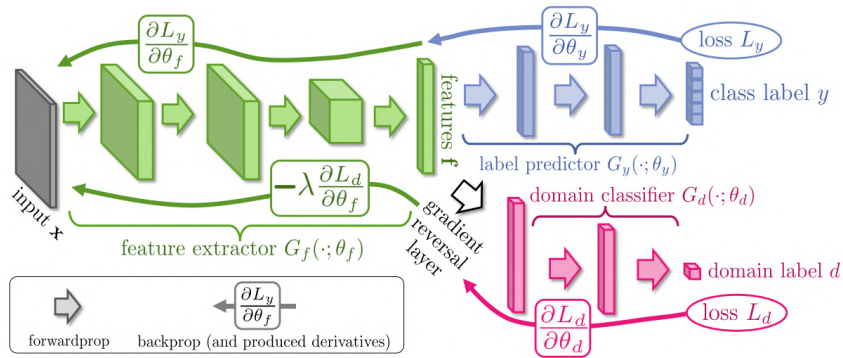 ∂L_y/∂θ_f
∂L_y/∂θ_y
loss L_y
features f
class label y
label predictor G_y(·;θ_y)
input x
−λ ∂L_d/∂θ_f
feature extractor G_f(·;θ_f)
gradient
reversal
layer
domain classifier G_d(·;θ_d)
domain label d
∂L_d/∂θ_d
loss L_d
∂L_y/∂θ_f
forwardprop
backprop (and produced derivatives)